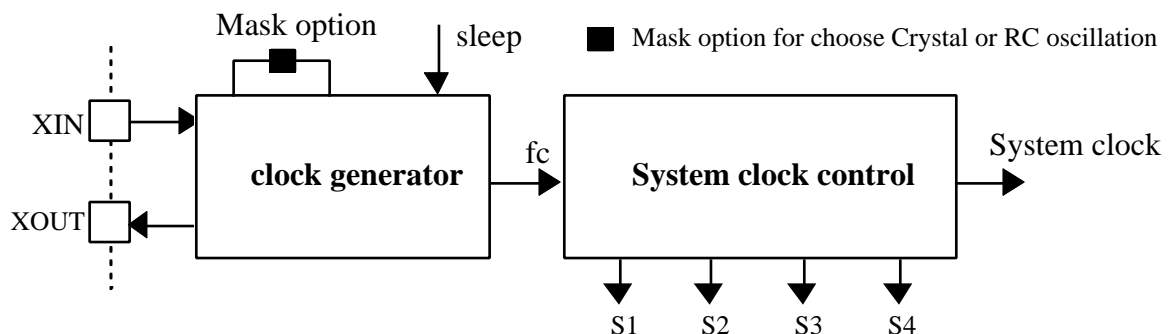 Mask option
sleep
Mask option for choose Crystal or RC oscillation
XIN
clock generator
fc
System clock control
System clock
XOUT
S1 S2 S3 S4